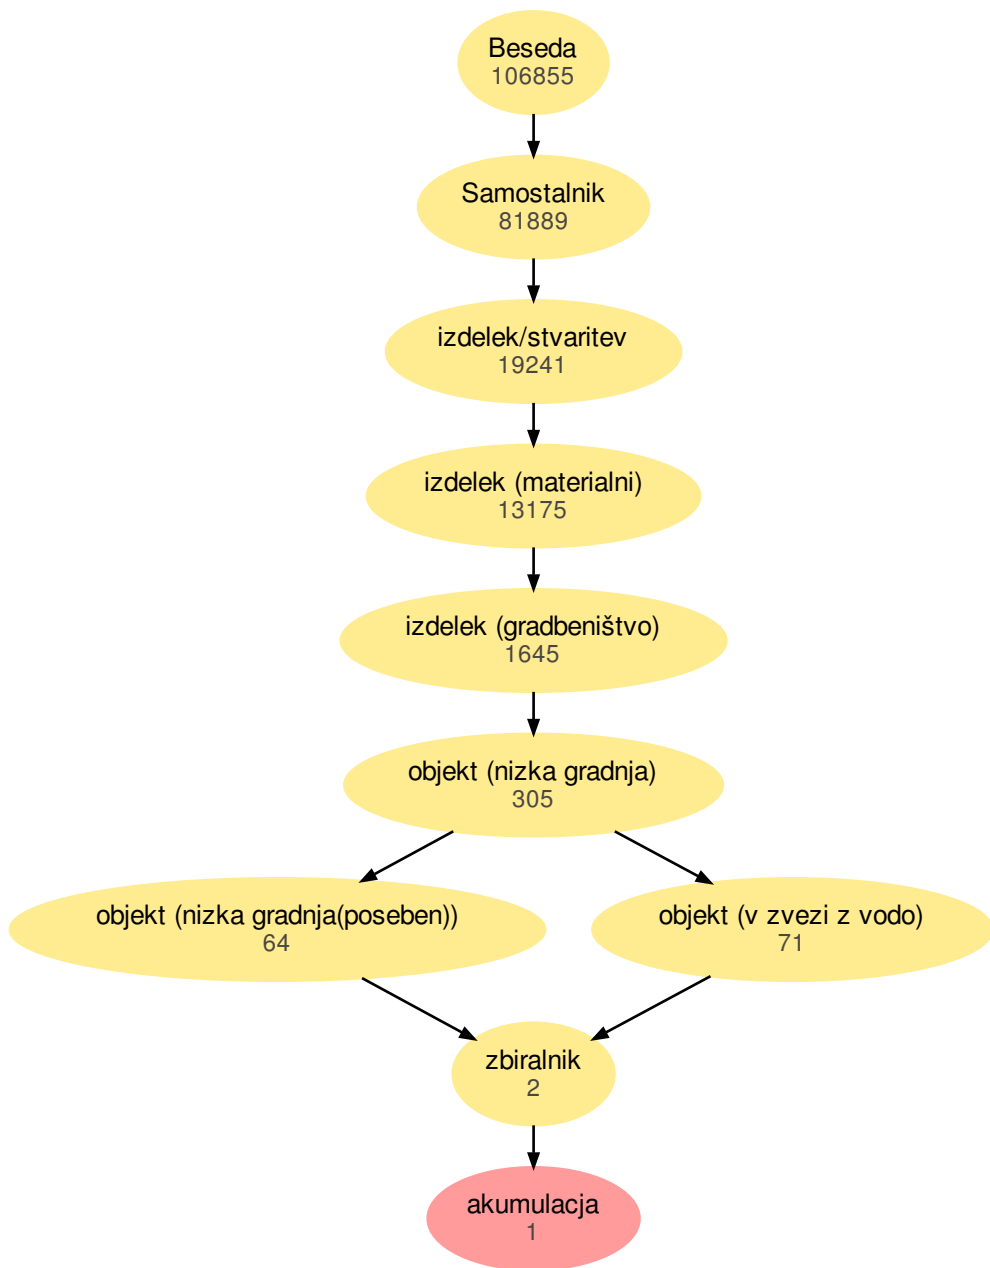 Beseda
106855
Samostalnik
81889
izdelek/stvaritev
19241
izdelek (materialni)
13175
izdelek (gradbeništvo)
1645
objekt (nizka gradnja)
305
objekt (nizka gradnja(poseben))
64
objekt (v zvezi z vodo)
71
zbiralnik
2
akumulacja
1